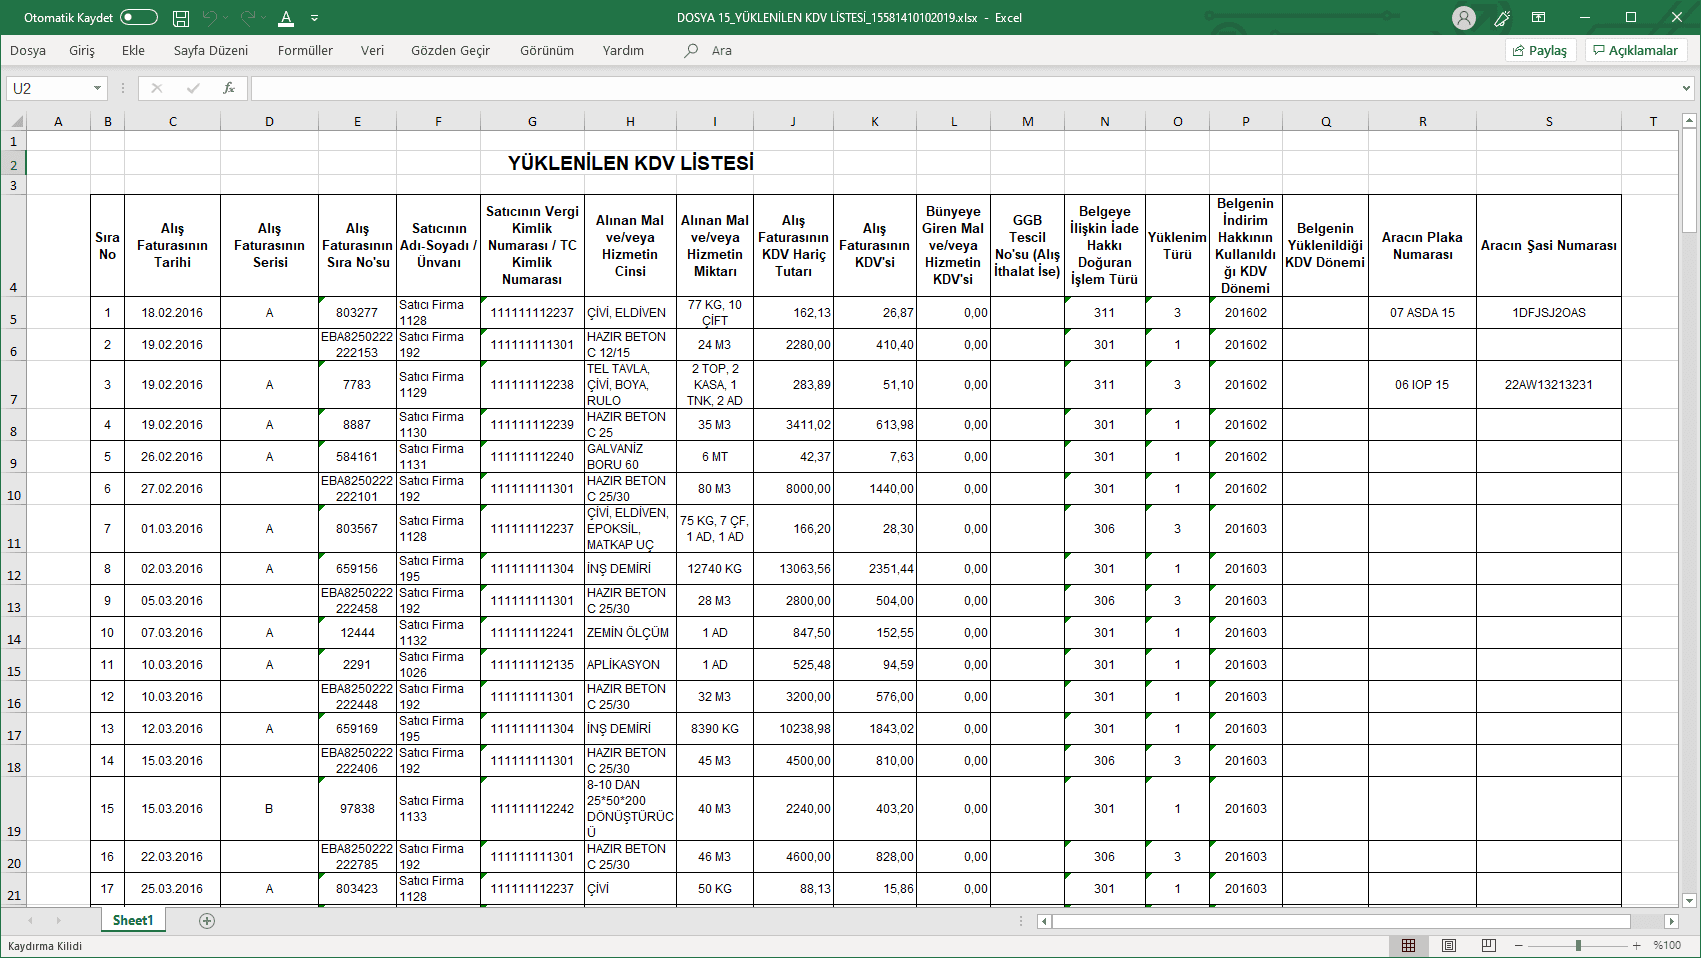 Otomatik Kaydet
DOSYA 15_YÜKLENİLEN KDV LİSTESİ_15581410102019.xlsx - Excel
Dosya Giriş Ekle Sayfa Düzeni Formüller Veri Gözden Geçir Görünüm Yardım Ara Paylaş Açıklamalar
U2 fx
A B C D E F G H I J K L M N O P Q R S T
1
2 YÜKLENİLEN KDV LİSTESİ
3
4
Sıra No
Alış Faturasının Tarihi
Alış Faturasının Serisi
Alış Faturasının Sıra No'su
Satıcının Adı-Soyadı / Ünvanı
Satıcının Vergi Kimlik Numarası / TC Kimlik Numarası
Alınan Mal ve/veya Hizmetin Cinsi
Alınan Mal ve/veya Hizmetin Miktarı
Alış Faturasının KDV Hariç Tutarı
Alış Faturasının KDV'si
Bünyeye Giren Mal ve/veya Hizmetin KDV'si
GGB Tescil No'su (Alış İthalat İse)
Belgeye İlişkin İade Hakkı Doğuran İşlem Türü
Yüklenim Türü
Belgenin İndirim Hakkının Kullanıldığı KDV Dönemi
Belgenin Yüklenildiği KDV Dönemi
Aracın Plaka Numarası
Aracın Şasi Numarası
5 1 18.02.2016 A 803277 Satıcı Firma 1128 111111112237 ÇİVİ, ELDİVEN 77 KG, 10 ÇİFT 162,13 26,87 0,00 311 3 201602 07 ASDA 15 1DFJSJ2OAS
6 2 19.02.2016 EBA8250222222153 Satıcı Firma 192 111111111301 HAZIR BETON C 12/15 24 M3 2280,00 410,40 0,00 301 1 201602
7 3 19.02.2016 A 7783 Satıcı Firma 1129 111111112238 TEL TAVLA, ÇİVİ, BOYA, RULO 2 TOP, 2 KASA, 1 TNK, 2 AD 283,89 51,10 0,00 311 3 201602 06 IOP 15 22AW13213231
8 4 19.02.2016 A 8887 Satıcı Firma 1130 111111112239 HAZIR BETON C 25 35 M3 3411,02 613,98 0,00 301 1 201602
9 5 26.02.2016 A 584161 Satıcı Firma 1131 111111112240 GALVANİZ BORU 60 6 MT 42,37 7,63 0,00 301 1 201602
10 6 27.02.2016 EBA8250222222101 Satıcı Firma 192 111111111301 HAZIR BETON C 25/30 80 M3 8000,00 1440,00 0,00 301 1 201602
11 7 01.03.2016 A 803567 Satıcı Firma 1128 111111112237 ÇİVİ, ELDİVEN, EPOKSİL, MATKAP UÇ 75 KG, 7 ÇF, 1 AD, 1 AD 166,20 28,30 0,00 306 3 201603
12 8 02.03.2016 A 659156 Satıcı Firma 195 111111111304 İNŞ DEMİRİ 12740 KG 13063,56 2351,44 0,00 301 1 201603
13 9 05.03.2016 EBA8250222222458 Satıcı Firma 192 111111111301 HAZIR BETON C 25/30 28 M3 2800,00 504,00 0,00 306 3 201603
14 10 07.03.2016 A 12444 Satıcı Firma 1132 111111112241 ZEMİN ÖLÇÜM 1 AD 847,50 152,55 0,00 301 1 201603
15 11 10.03.2016 A 2291 Satıcı Firma 1026 111111112135 APLİKASYON 1 AD 525,48 94,59 0,00 301 1 201603
16 12 10.03.2016 EBA8250222222448 Satıcı Firma 192 111111111301 HAZIR BETON C 25/30 32 M3 3200,00 576,00 0,00 301 1 201603
17 13 12.03.2016 A 659169 Satıcı Firma 195 111111111304 İNŞ DEMİRİ 8390 KG 10238,98 1843,02 0,00 301 1 201603
18 14 15.03.2016 EBA8250222222406 Satıcı Firma 192 111111111301 HAZIR BETON C 25/30 45 M3 4500,00 810,00 0,00 306 3 201603
19 15 15.03.2016 B 97838 Satıcı Firma 1133 111111112242 8-10 DAN 25*50*200 DÖNÜŞTÜRÜCÜ 40 M3 2240,00 403,20 0,00 301 1 201603
20 16 22.03.2016 EBA8250222222785 Satıcı Firma 192 111111111301 HAZIR BETON C 25/30 46 M3 4600,00 828,00 0,00 306 3 201603
21 17 25.03.2016 A 803423 Satıcı Firma 1128 111111112237 ÇİVİ 50 KG 88,13 15,86 0,00 301 1 201603
Sheet1
Kaydırma Kilidi %100